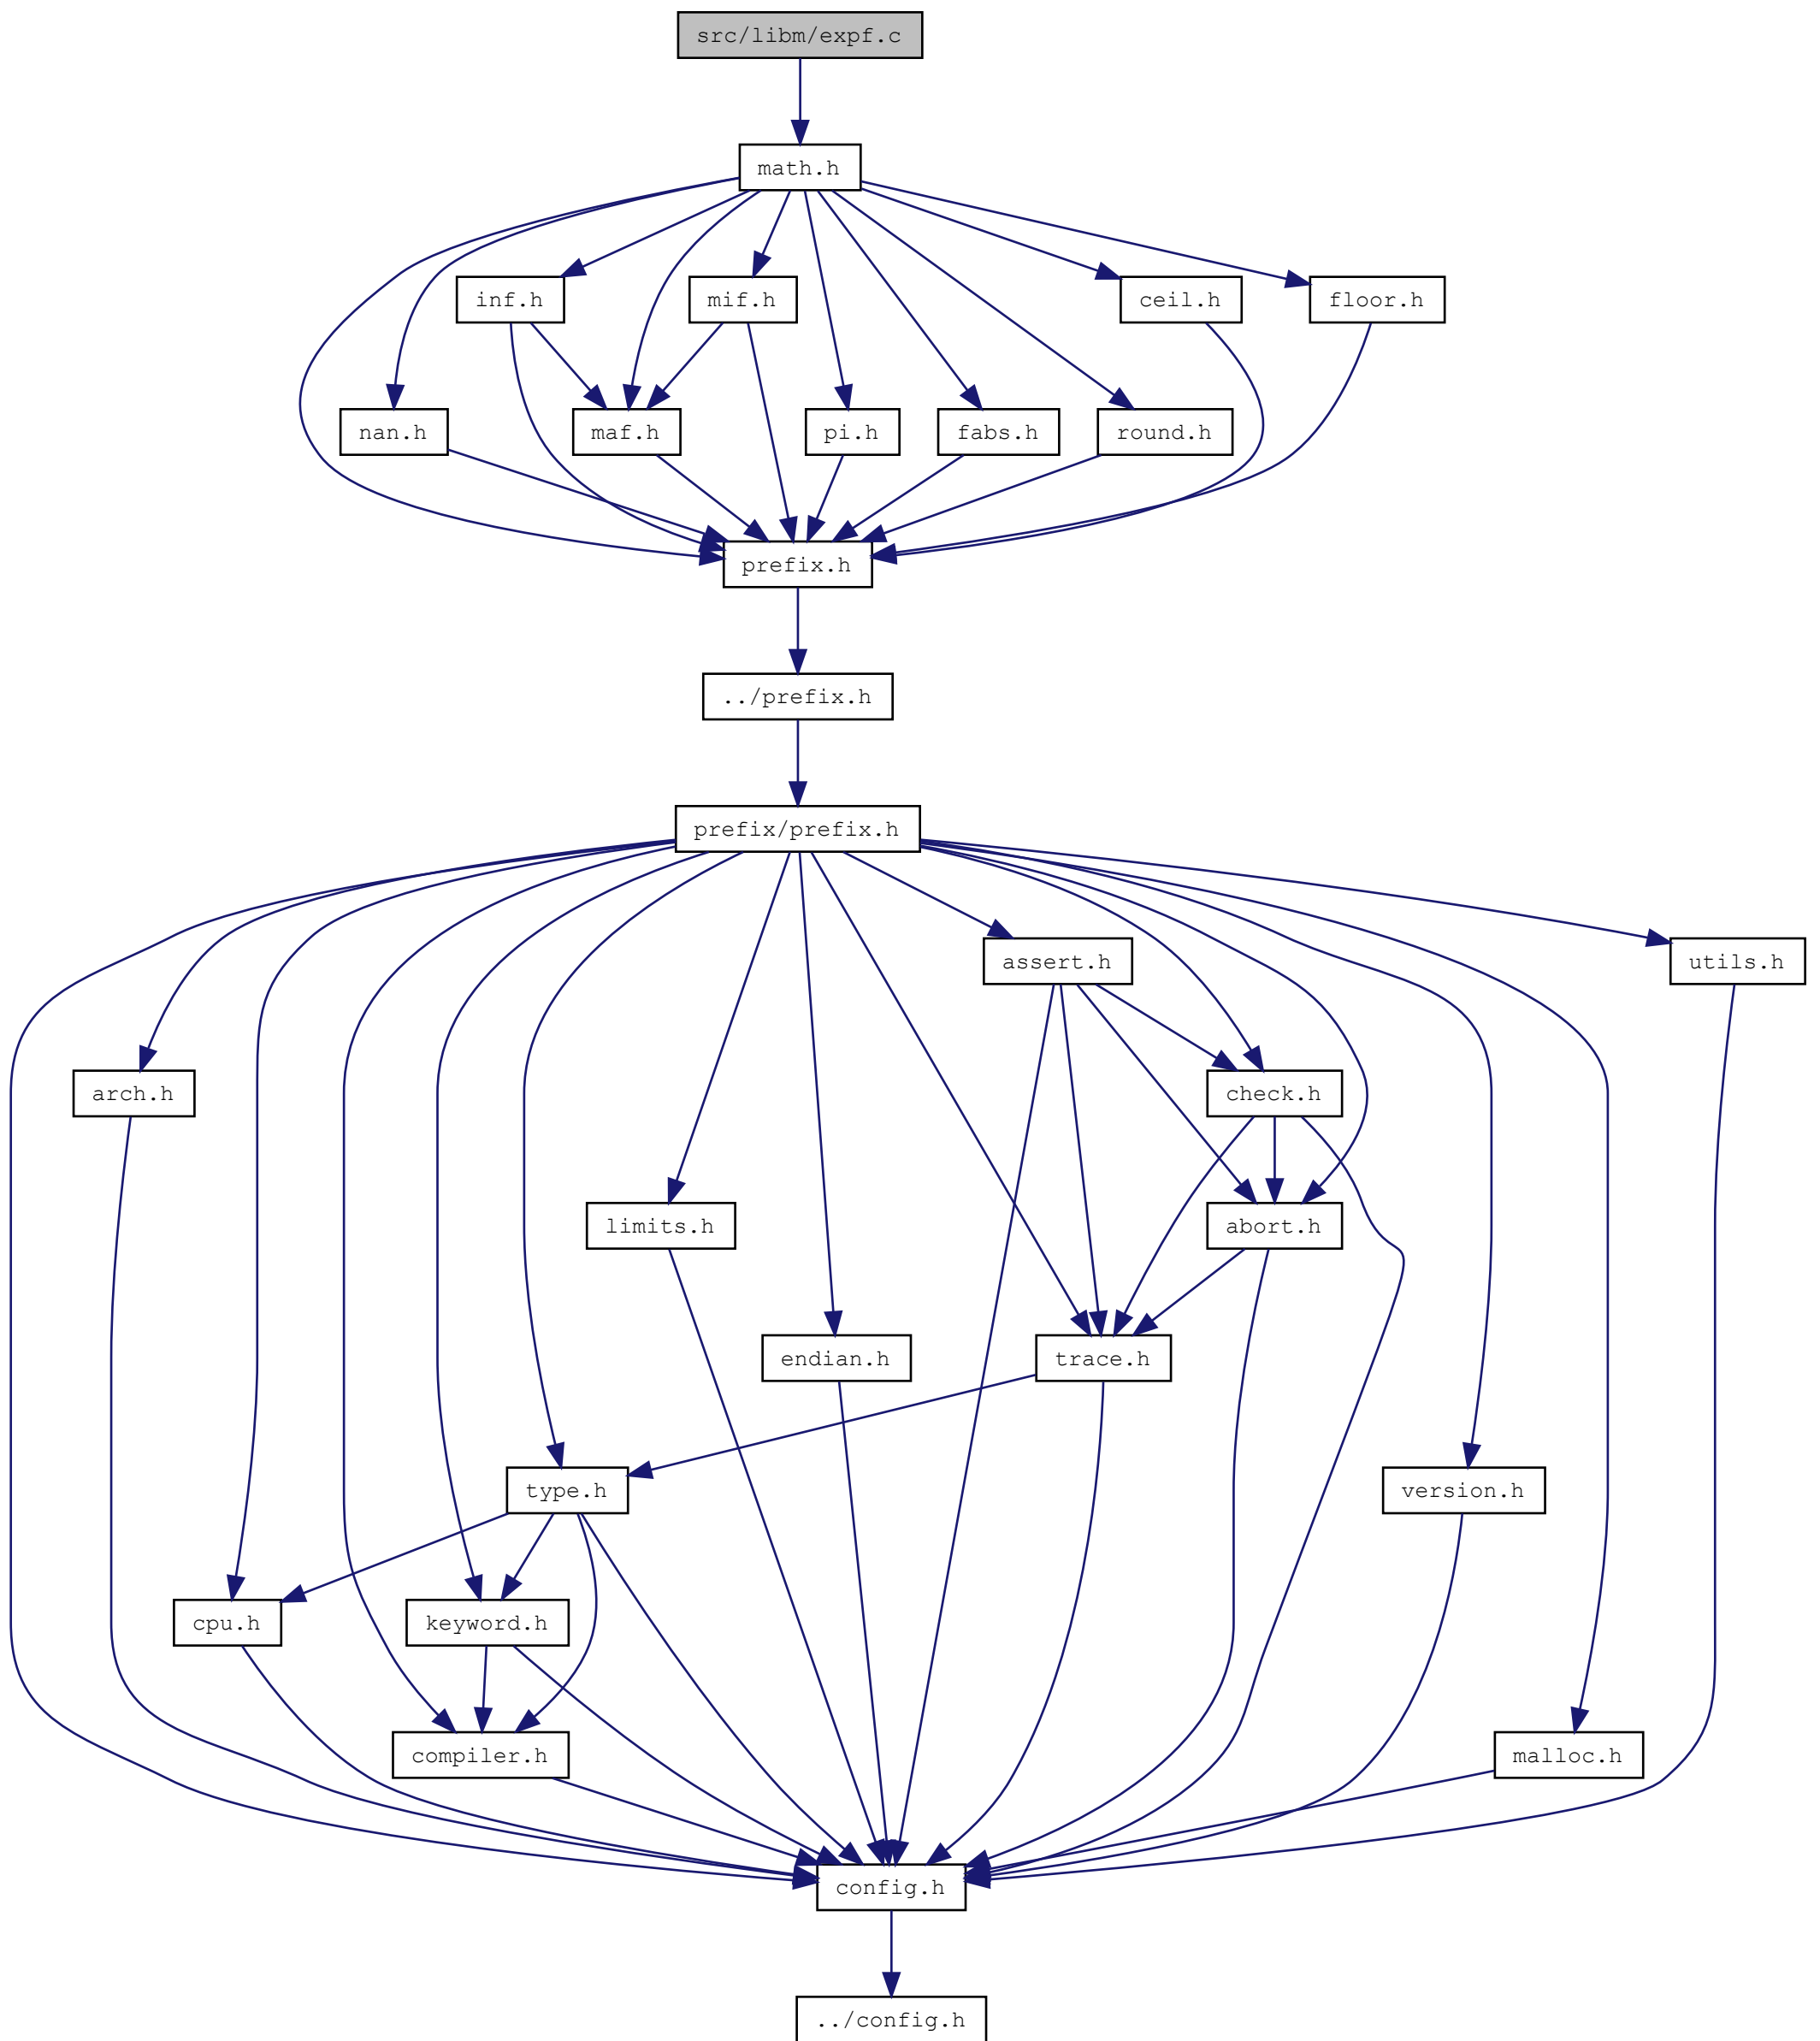 src/libm/expf.c
math.h
inf.h
mif.h
ceil.h
floor.h
nan.h
maf.h
pi.h
fabs.h
round.h
prefix.h
../prefix.h
prefix/prefix.h
assert.h
utils.h
arch.h
check.h
limits.h
abort.h
endian.h
trace.h
type.h
version.h
cpu.h
keyword.h
compiler.h
malloc.h
config.h
../config.h